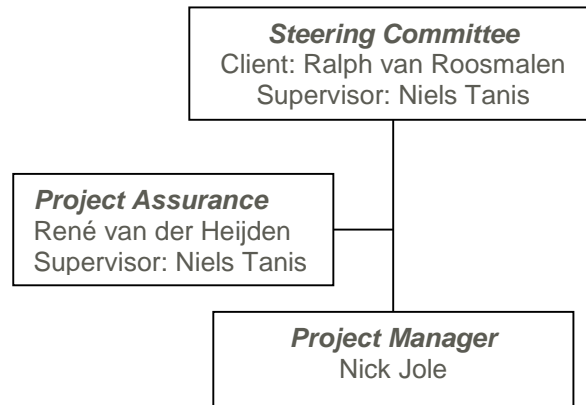 Steering Committee
Client: Ralph van Roosmalen
Supervisor: Niels Tanis
Project Assurance
René van der Heijden
Supervisor: Niels Tanis
Project Manager
Nick Jole